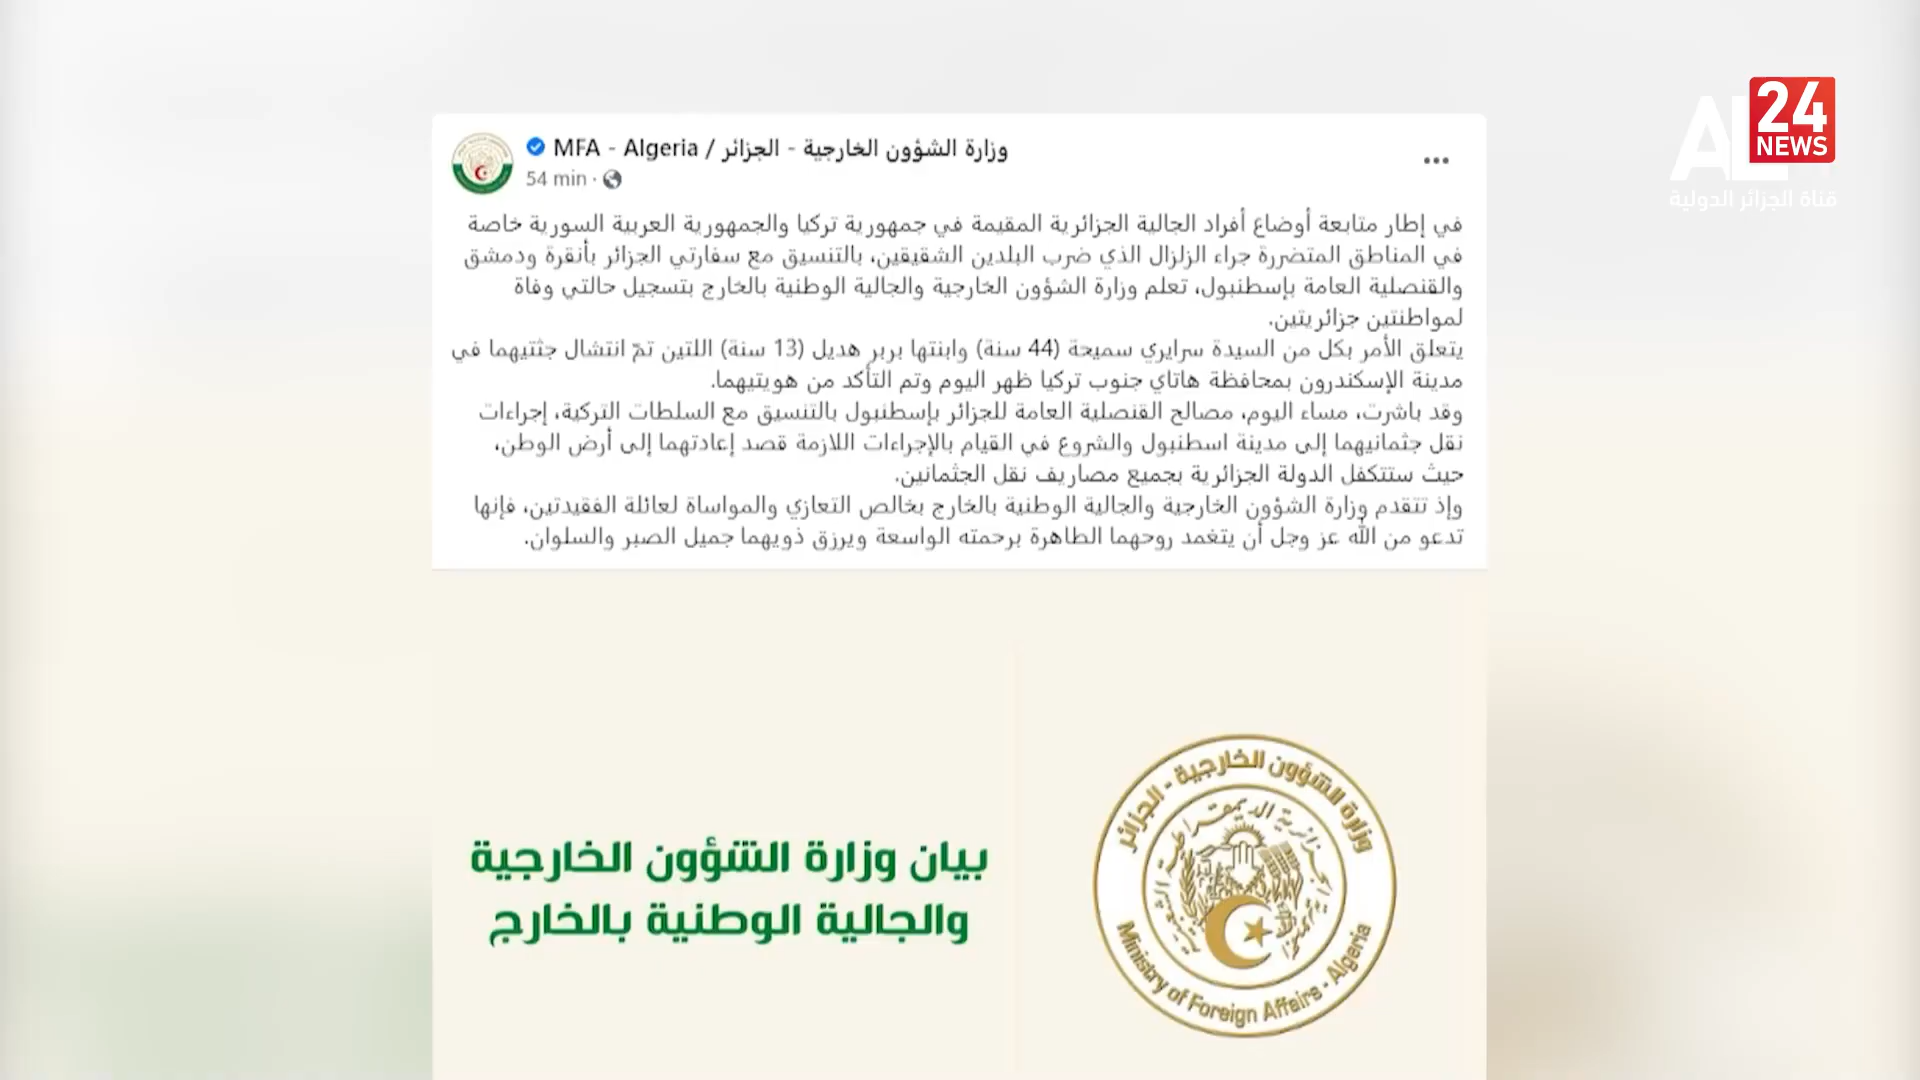 AL
24
NEWS
قناة الجزائر الدولية
MFA - Algeria / وزارة الشؤون الخارجية - الجزائر
54 min ·
في إطار متابعة أوضاع أفراد الجالية الجزائرية المقيمة في جمهورية تركيا والجمهورية العربية السورية خاصة
في المناطق المتضررة جراء الزلزال الذي ضرب البلدين الشقيقين، بالتنسيق مع سفارتي الجزائر بأنقرة ودمشق
والقنصلية العامة بإسطنبول، تعلم وزارة الشؤون الخارجية والجالية الوطنية بالخارج بتسجيل حالتي وفاة
لمواطنتين جزائريتين.
يتعلق الأمر بكل من السيدة سرايري سميحة (44 سنة) وابنتها بربر هديل (13 سنة) اللتين تمّ انتشال جثتيهما في
مدينة الإسكندرون بمحافظة هاتاي جنوب تركيا ظهر اليوم وتم التأكد من هويتيهما.
وقد باشرت، مساء اليوم، مصالح القنصلية العامة للجزائر بإسطنبول بالتنسيق مع السلطات التركية، إجراءات
نقل جثمانيهما إلى مدينة اسطنبول والشروع في القيام بالإجراءات اللازمة قصد إعادتهما إلى أرض الوطن،
حيث ستتكفل الدولة الجزائرية بجميع مصاريف نقل الجثمانين.
وإذ تتقدم وزارة الشؤون الخارجية والجالية الوطنية بالخارج بخالص التعازي والمواساة لعائلة الفقيدتين، فإنها
تدعو من الله عز وجل أن يتغمد روحهما الطاهرة برحمته الواسعة ويرزق ذويهما جميل الصبر والسلوان.
بيان وزارة الشؤون الخارجية
والجالية الوطنية بالخارج
وزارة الشؤون الخارجية - الجزائر
Ministry of Foreign Affairs - Algeria